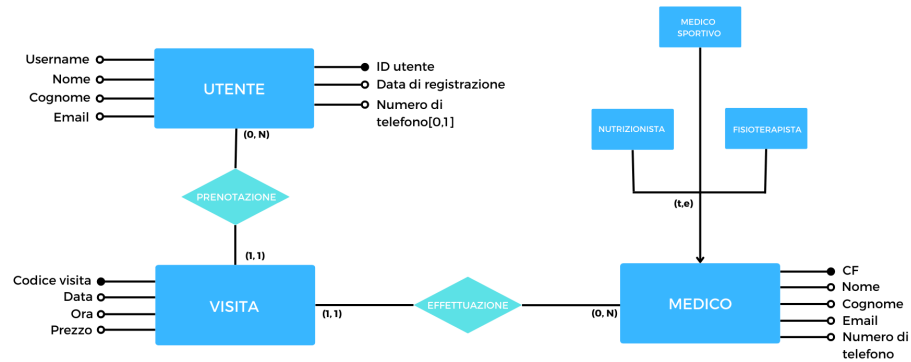 MEDICO
SPORTIVO
Username
Nome
Cognome
Email
UTENTE
ID utente
Data di registrazione
Numero di
telefono[0,1]
(0, N)
NUTRIZIONISTA
FISIOTERAPISTA
PRENOTAZIONE
(t,e)
(1, 1)
Codice visita
Data
Ora
Prezzo
VISITA
(1, 1)
EFFETTUAZIONE
(0, N)
MEDICO
CF
Nome
Cognome
Email
Numero di
telefono